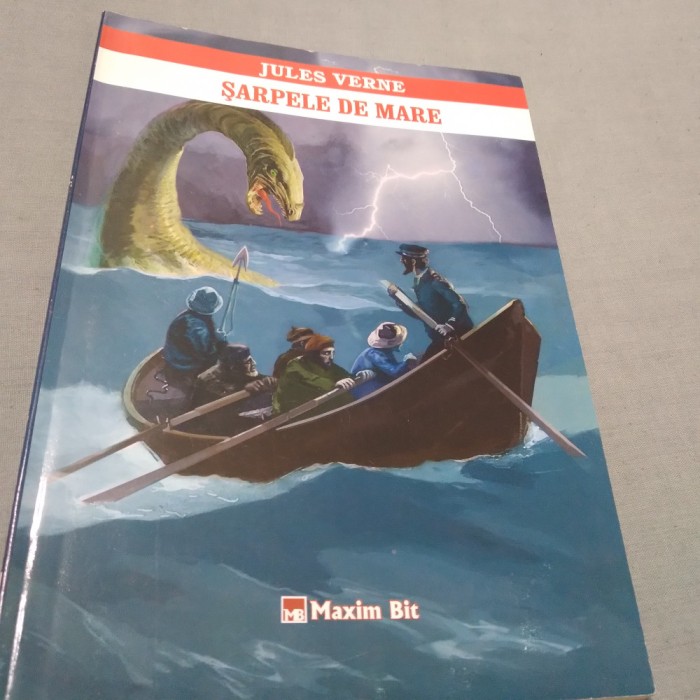 JULES VERNE
ŞARPELE DE MARE
MB Maxim Bit